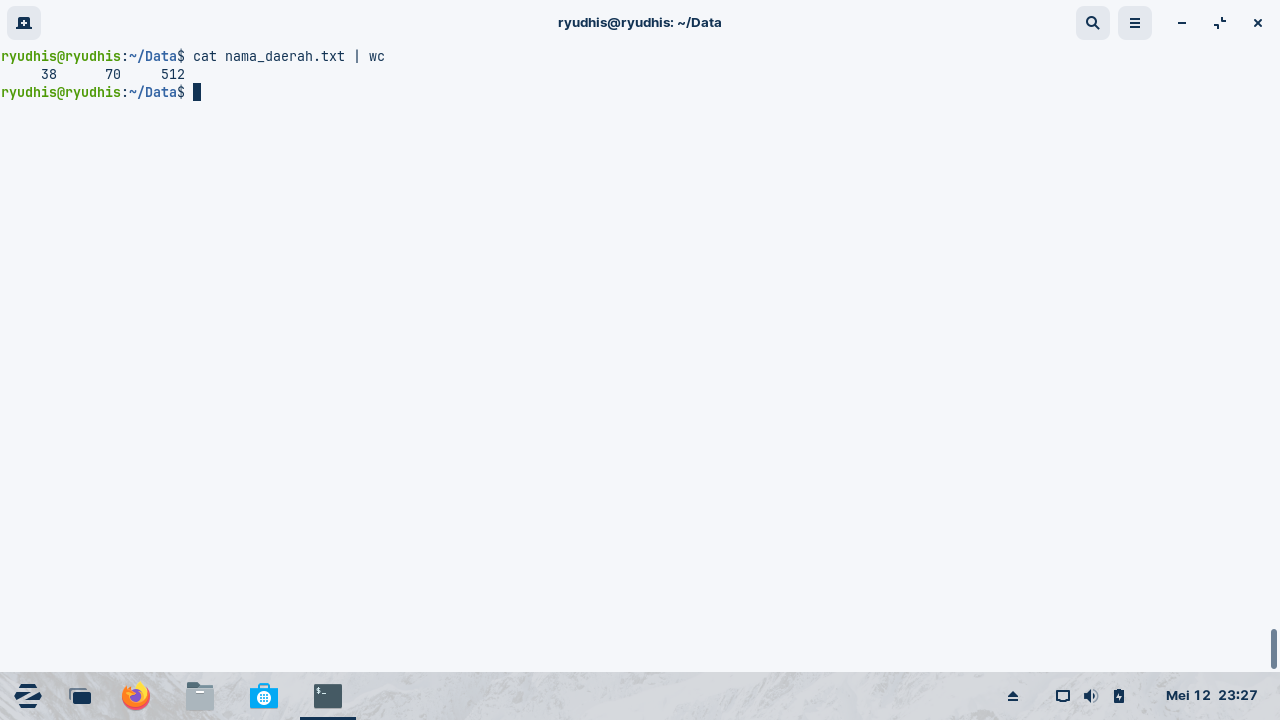 ryudhis@ryudhis: ~/Data
ryudhis@ryudhis:~/Data$ cat nama_daerah.txt | wc
     38      70     512
ryudhis@ryudhis:~/Data$
$_
Mei 12  23:27